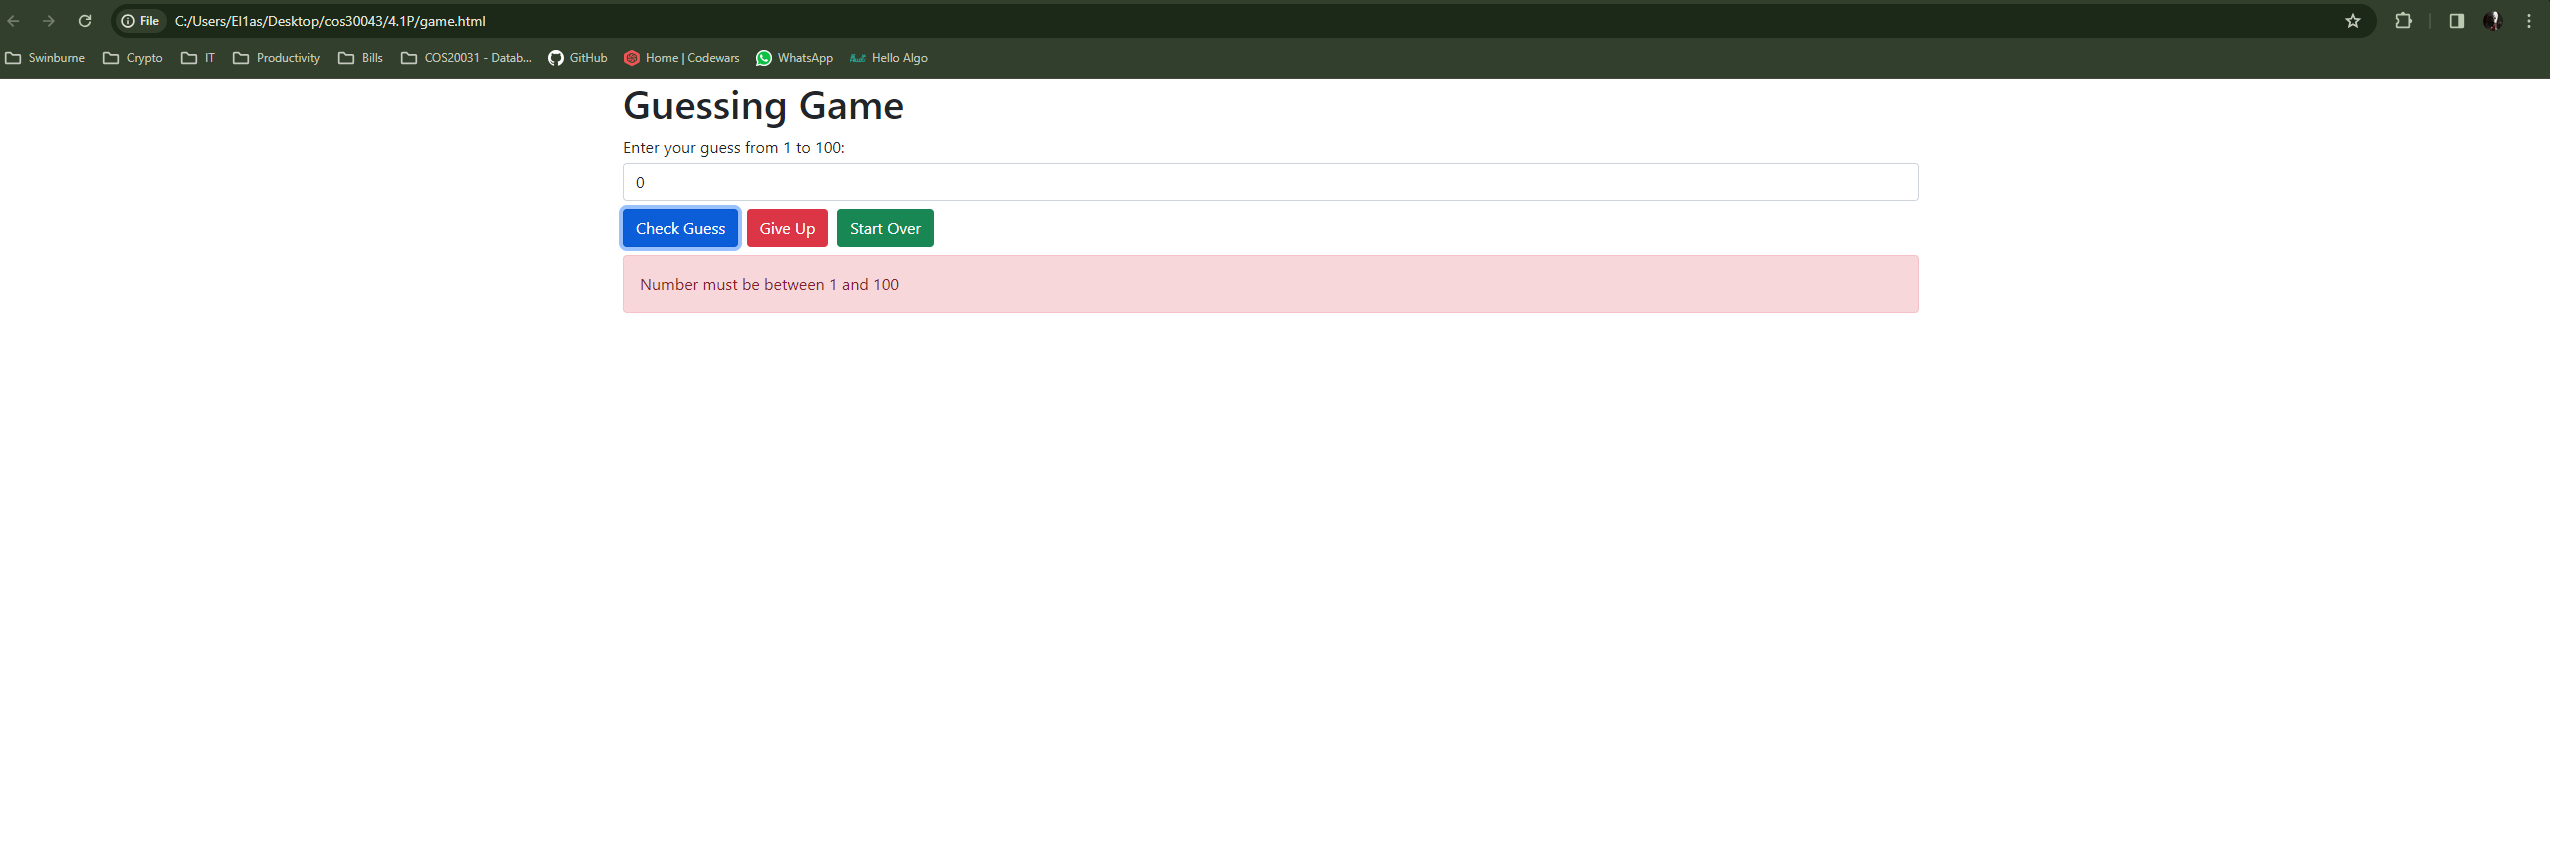 File C:/Users/El1as/Desktop/cos30043/4.1P/game.html
Swinburne Crypto IT Productivity Bills COS20031 - Datab... GitHub Home | Codewars WhatsApp Hello Algo
Guessing Game
Enter your guess from 1 to 100:
0
Check Guess Give Up Start Over
Number must be between 1 and 100